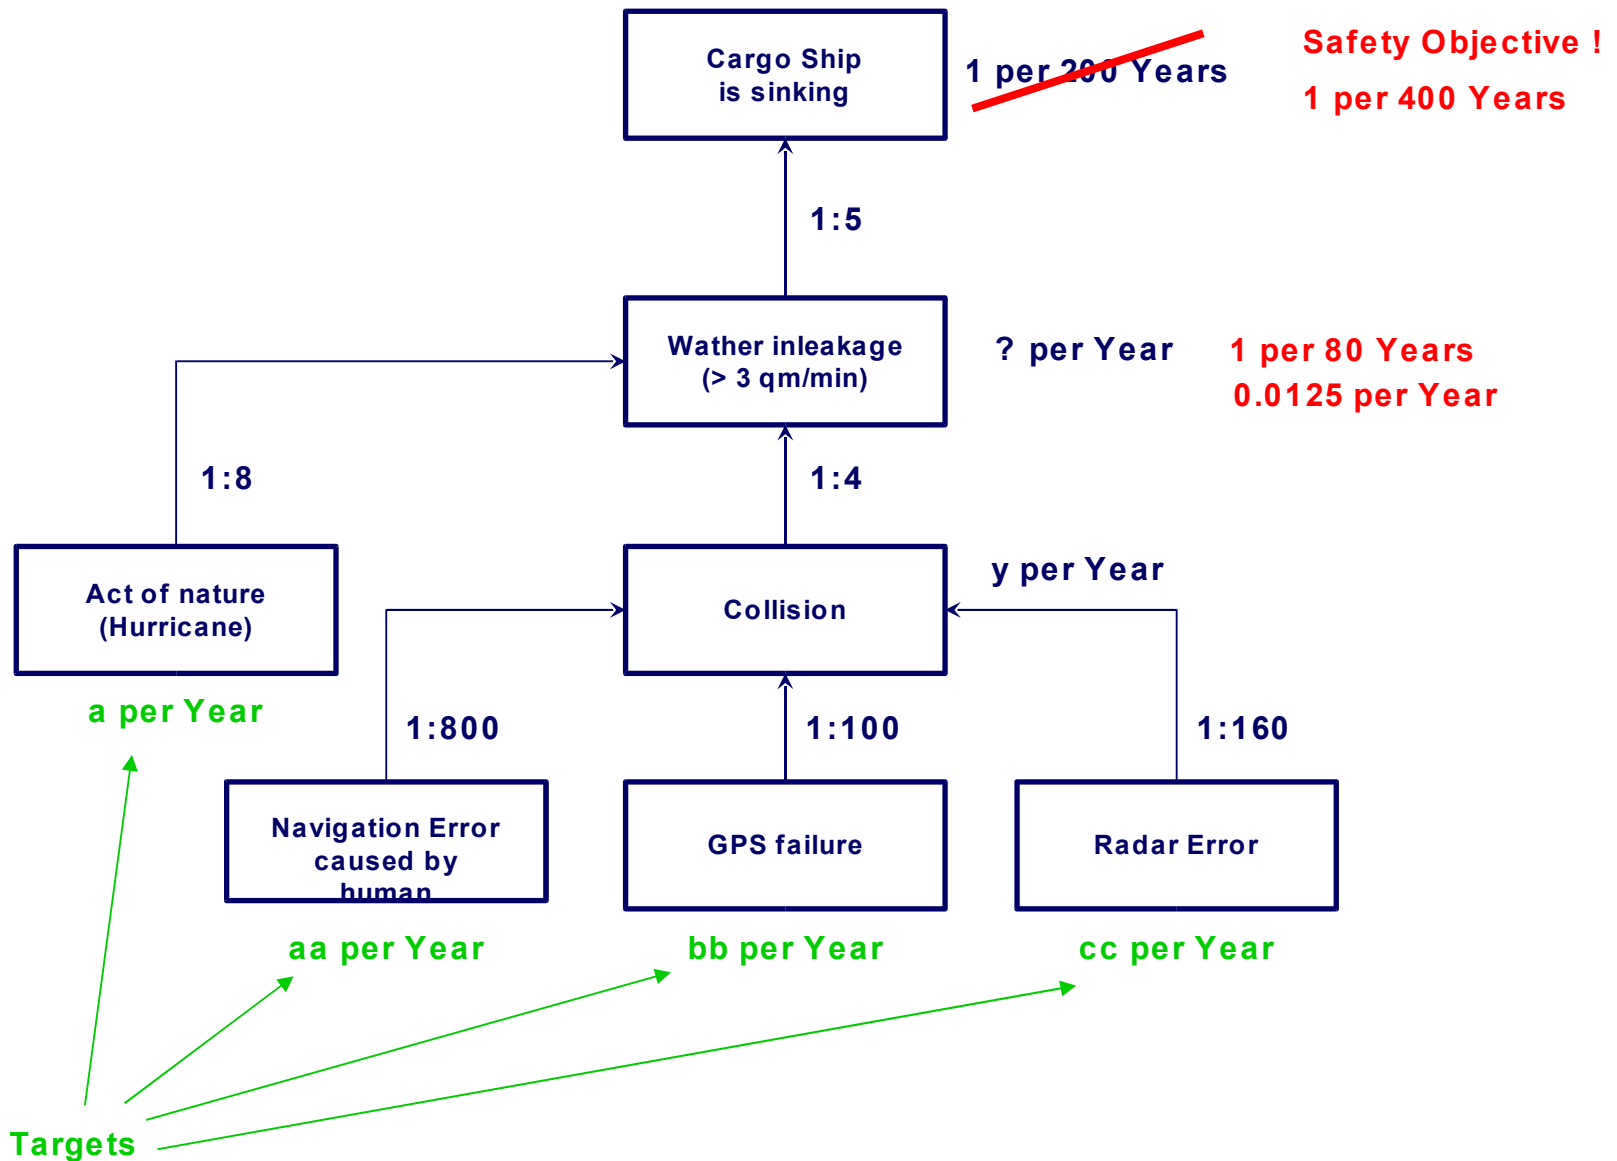 Cargo Ship
is sinking
1 per 200 Years
Safety Objective !
1 per 400 Years
1:5
Wather inleakage
(> 3 qm/min)
? per Year
1 per 80 Years
0.0125 per Year
1:8
1:4
Act of nature
(Hurricane)
Collision
y per Year
a per Year
1:800
1:100
1:160
Navigation Error
caused by
human
GPS failure
Radar Error
aa per Year
bb per Year
cc per Year
Targets